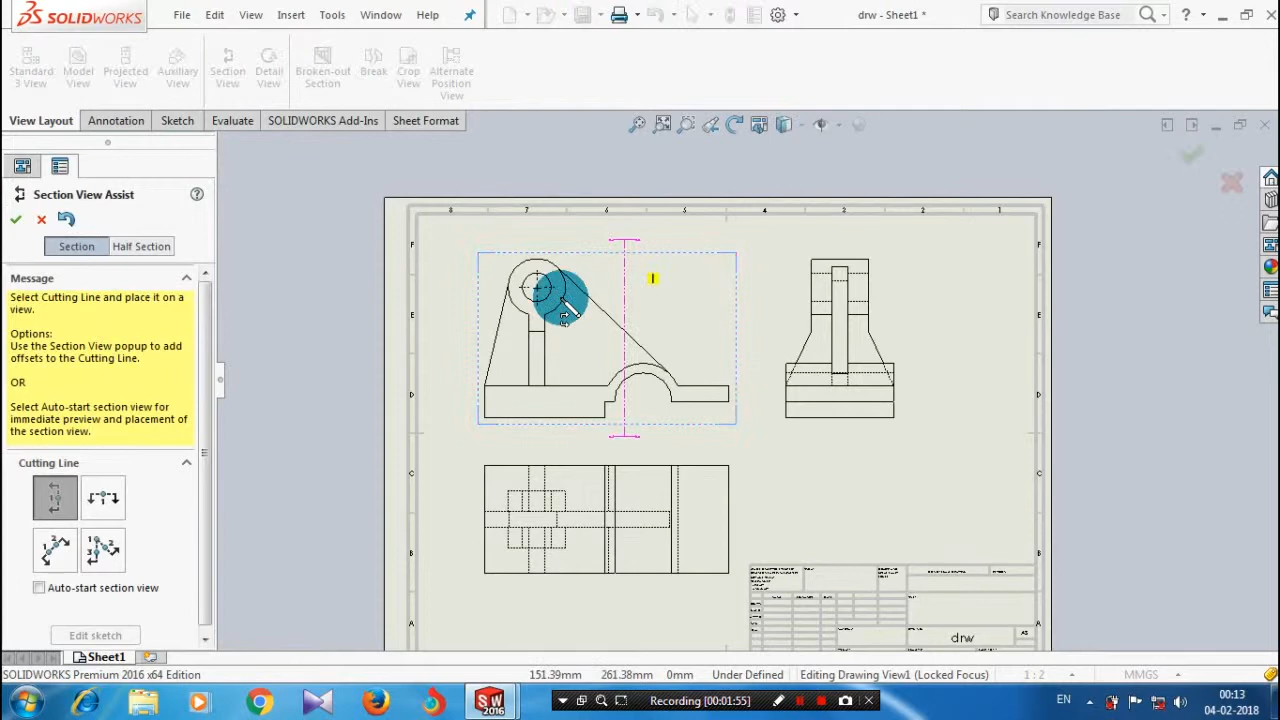 SOLIDWORKS
File Edit View Insert Tools Window Help
drw - Sheet1 *
Search Knowledge Base
?
Standard 3 View
Model View
Projected View
Auxiliary View
Section View
Detail View
Broken-out Section
Break
Crop View
Alternate Position View
View Layout Annotation Sketch Evaluate SOLIDWORKS Add-Ins Sheet Format
Section View Assist
Section Half Section
Message
Select Cutting Line and place it on a
view.
Options:
Use the Section View popup to add
offsets to the Cutting Line.
OR
Select Auto-start section view for
immediate preview and placement of
the section view.
Cutting Line
Auto-start section view
Edit sketch
8 7 6 5 4 3 2 1
F F
E E
D D
C C
B B
A A
drw
A3
Sheet1
SOLIDWORKS Premium 2016 x64 Edition
151.39mm 261.38mm 0mm Under Defined Editing Drawing View1 (Locked Focus) 1 : 2 MMGS
SW
2016
Recording [00:01:55]
EN
00:13
04-02-2018